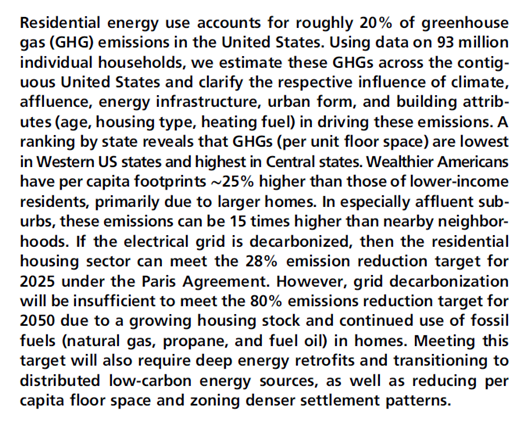 Residential energy use accounts for roughly 20% of greenhouse
gas (GHG) emissions in the United States. Using data on 93 million
individual households, we estimate these GHGs across the contig-
uous United States and clarify the respective influence of climate,
affluence, energy infrastructure, urban form, and building attrib-
utes (age, housing type, heating fuel) in driving these emissions. A
ranking by state reveals that GHGs (per unit floor space) are lowest
in Western US states and highest in Central states. Wealthier Americans
have per capita footprints ~25% higher than those of lower-income
residents, primarily due to larger homes. In especially affluent sub-
urbs, these emissions can be 15 times higher than nearby neighbor-
hoods. If the electrical grid is decarbonized, then the residential
housing sector can meet the 28% emission reduction target for
2025 under the Paris Agreement. However, grid decarbonization
will be insufficient to meet the 80% emissions reduction target for
2050 due to a growing housing stock and continued use of fossil
fuels (natural gas, propane, and fuel oil) in homes. Meeting this
target will also require deep energy retrofits and transitioning to
distributed low-carbon energy sources, as well as reducing per
capita floor space and zoning denser settlement patterns.